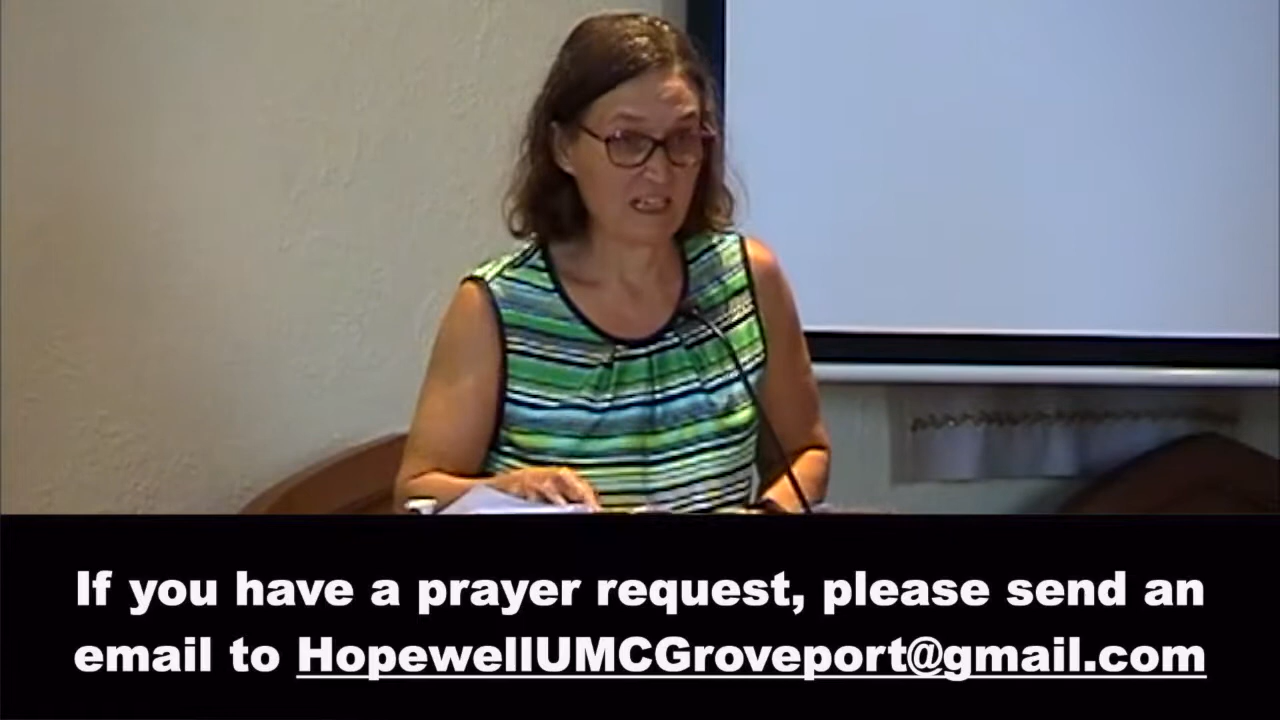 If you have a prayer request, please send an
email to HopewellUMCGroveport@gmail.com